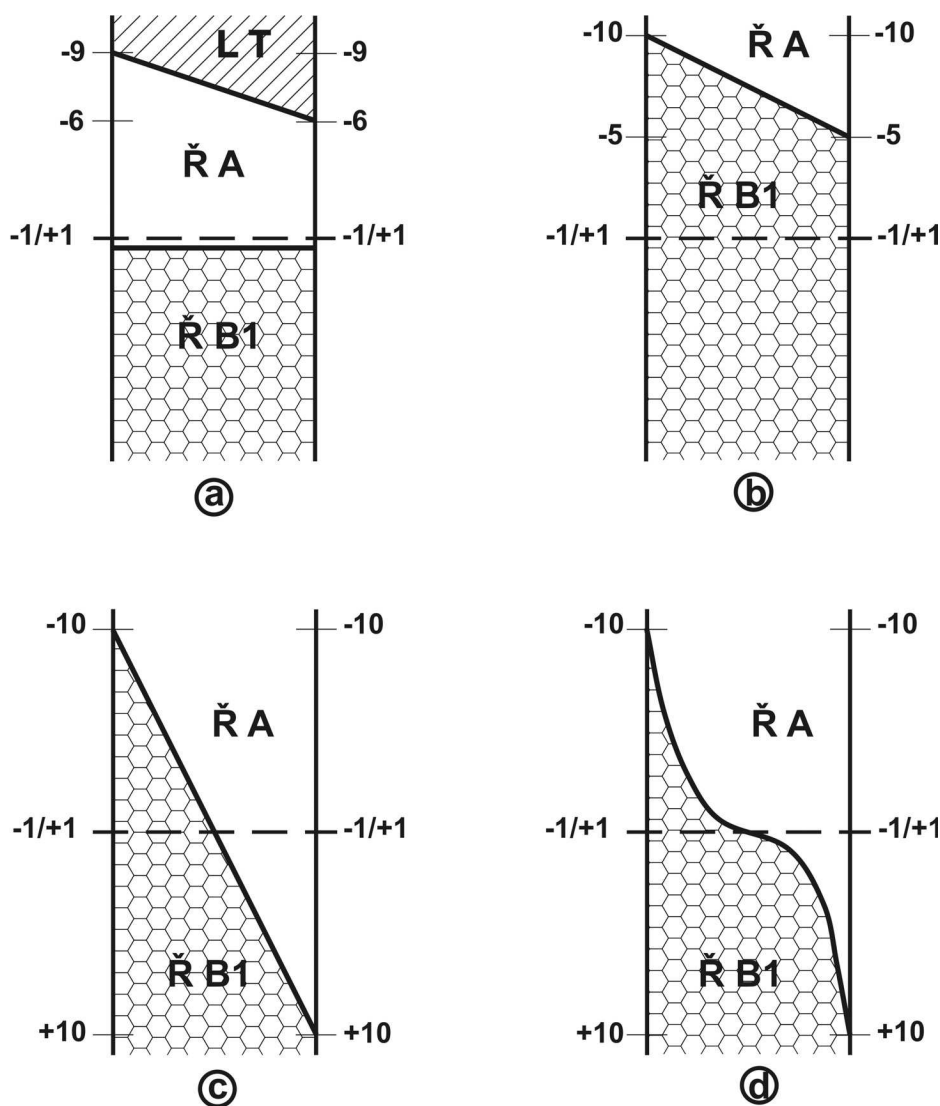 L T
-9 -9
-6 -6
Ř A
-1/+1 -1/+1
Ř B1
a
-10 -10
Ř A
-5 -5
Ř B1
-1/+1 -1/+1
b
-10 -10
Ř A
-1/+1 -1/+1
Ř B1
+10 +10
c
-10 -10
Ř A
-1/+1 -1/+1
Ř B1
+10 +10
d